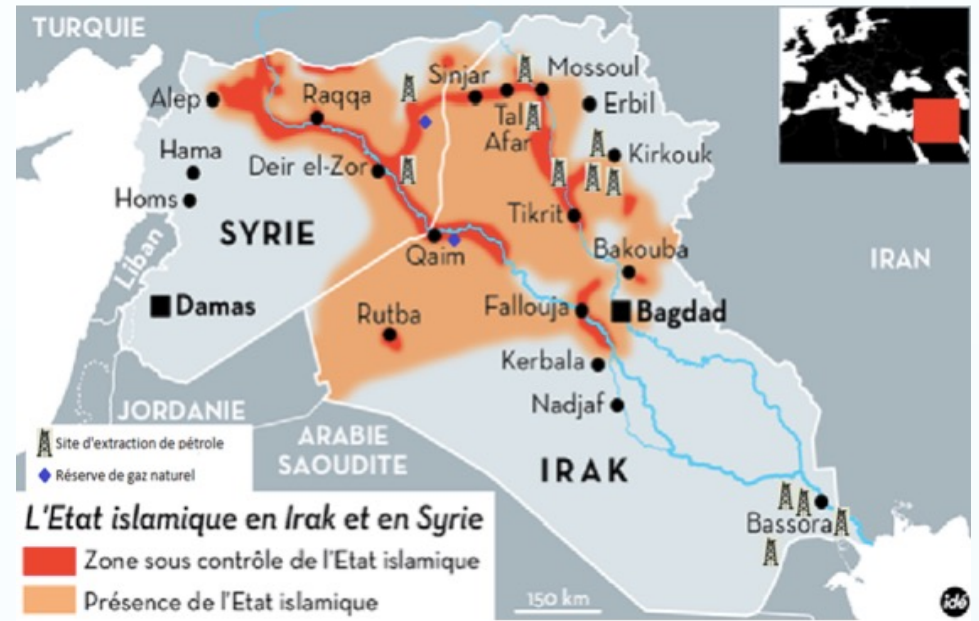 TURQUIE
Sinjar
Mossoul
Alep
Raqqa
Tal
Afar
Erbil
Hama
Deir el-Zor
Kirkouk
Homs
SYRIE
Tikrit
Liban
Qaim
Bakouba
IRAN
Damas
Rutba
Fallouja
Bagdad
Kerbala
JORDANIE
Nadjaf
ARABIE
SAOUDITE
IRAK
Site d'extraction de pétrole
Réserve de gaz naturel
Bassora
L'Etat islamique en Irak et en Syrie
Zone sous contrôle de l'Etat islamique
Présence de l'Etat islamique
150 km
idé